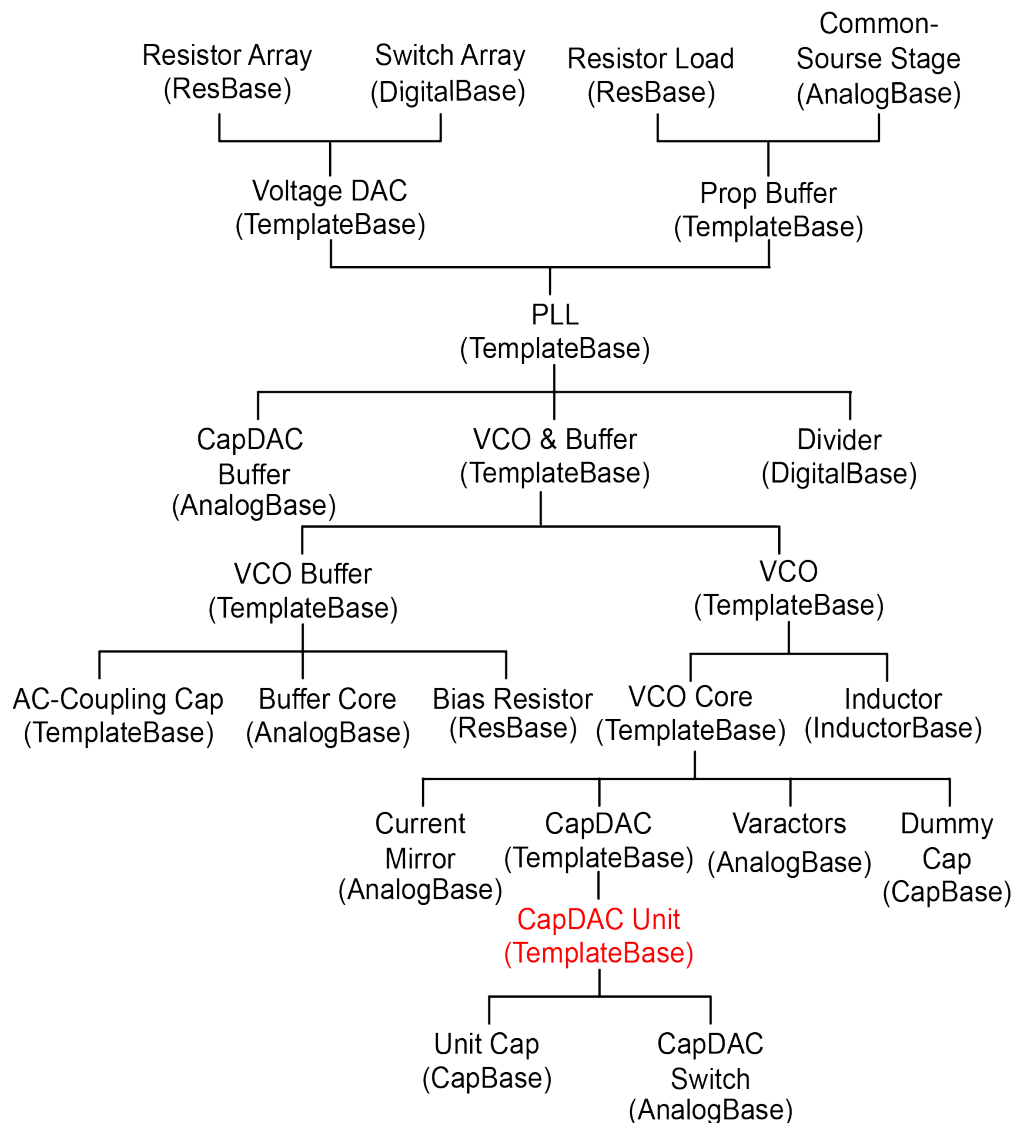 Resistor Array
(ResBase)
Switch Array
(DigitalBase)
Resistor Load
(ResBase)
Common-
Sourse Stage
(AnalogBase)
Voltage DAC
(TemplateBase)
Prop Buffer
(TemplateBase)
PLL
(TemplateBase)
CapDAC
Buffer
(AnalogBase)
VCO & Buffer
(TemplateBase)
Divider
(DigitalBase)
VCO Buffer
(TemplateBase)
VCO
(TemplateBase)
AC-Coupling Cap
(TemplateBase)
Buffer Core
(AnalogBase)
Bias Resistor
(ResBase)
VCO Core
(TemplateBase)
Inductor
(InductorBase)
Current
Mirror
(AnalogBase)
CapDAC
(TemplateBase)
Varactors
(AnalogBase)
Dummy
Cap
(CapBase)
CapDAC Unit
(TemplateBase)
Unit Cap
(CapBase)
CapDAC
Switch
(AnalogBase)